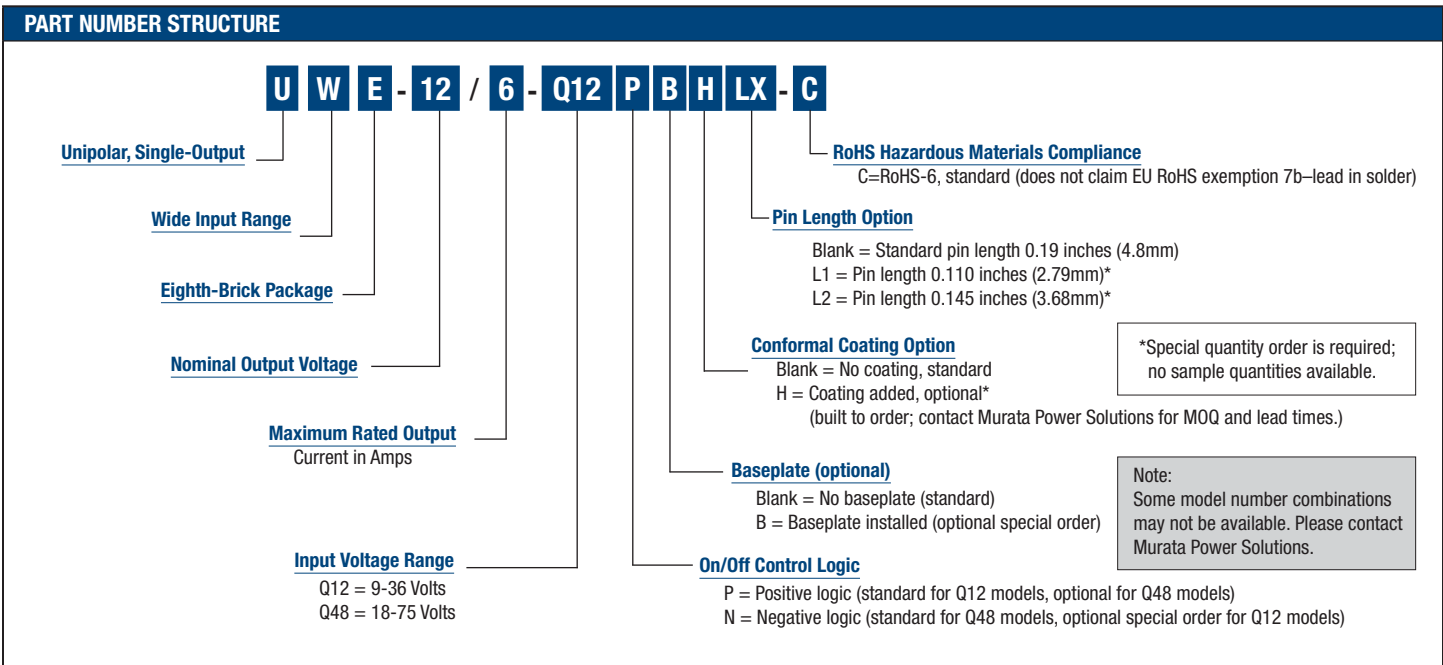 PART NUMBER STRUCTURE
U W E - 12 / 6 - Q12 P B H LX - C
Unipolar, Single-Output
Wide Input Range
Eighth-Brick Package
Nominal Output Voltage
Maximum Rated Output
Current in Amps
Input Voltage Range
Q12 = 9-36 Volts
Q48 = 18-75 Volts
RoHS Hazardous Materials Compliance
C=RoHS-6, standard (does not claim EU RoHS exemption 7b–lead in solder)
Pin Length Option
Blank = Standard pin length 0.19 inches (4.8mm)
L1 = Pin length 0.110 inches (2.79mm)*
L2 = Pin length 0.145 inches (3.68mm)*
Conformal Coating Option
Blank = No coating, standard
H = Coating added, optional*
(built to order; contact Murata Power Solutions for MOQ and lead times.)
*Special quantity order is required;
no sample quantities available.
Baseplate (optional)
Blank = No baseplate (standard)
B = Baseplate installed (optional special order)
Note:
Some model number combinations
may not be available. Please contact
Murata Power Solutions.
On/Off Control Logic
P = Positive logic (standard for Q12 models, optional for Q48 models)
N = Negative logic (standard for Q48 models, optional special order for Q12 models)